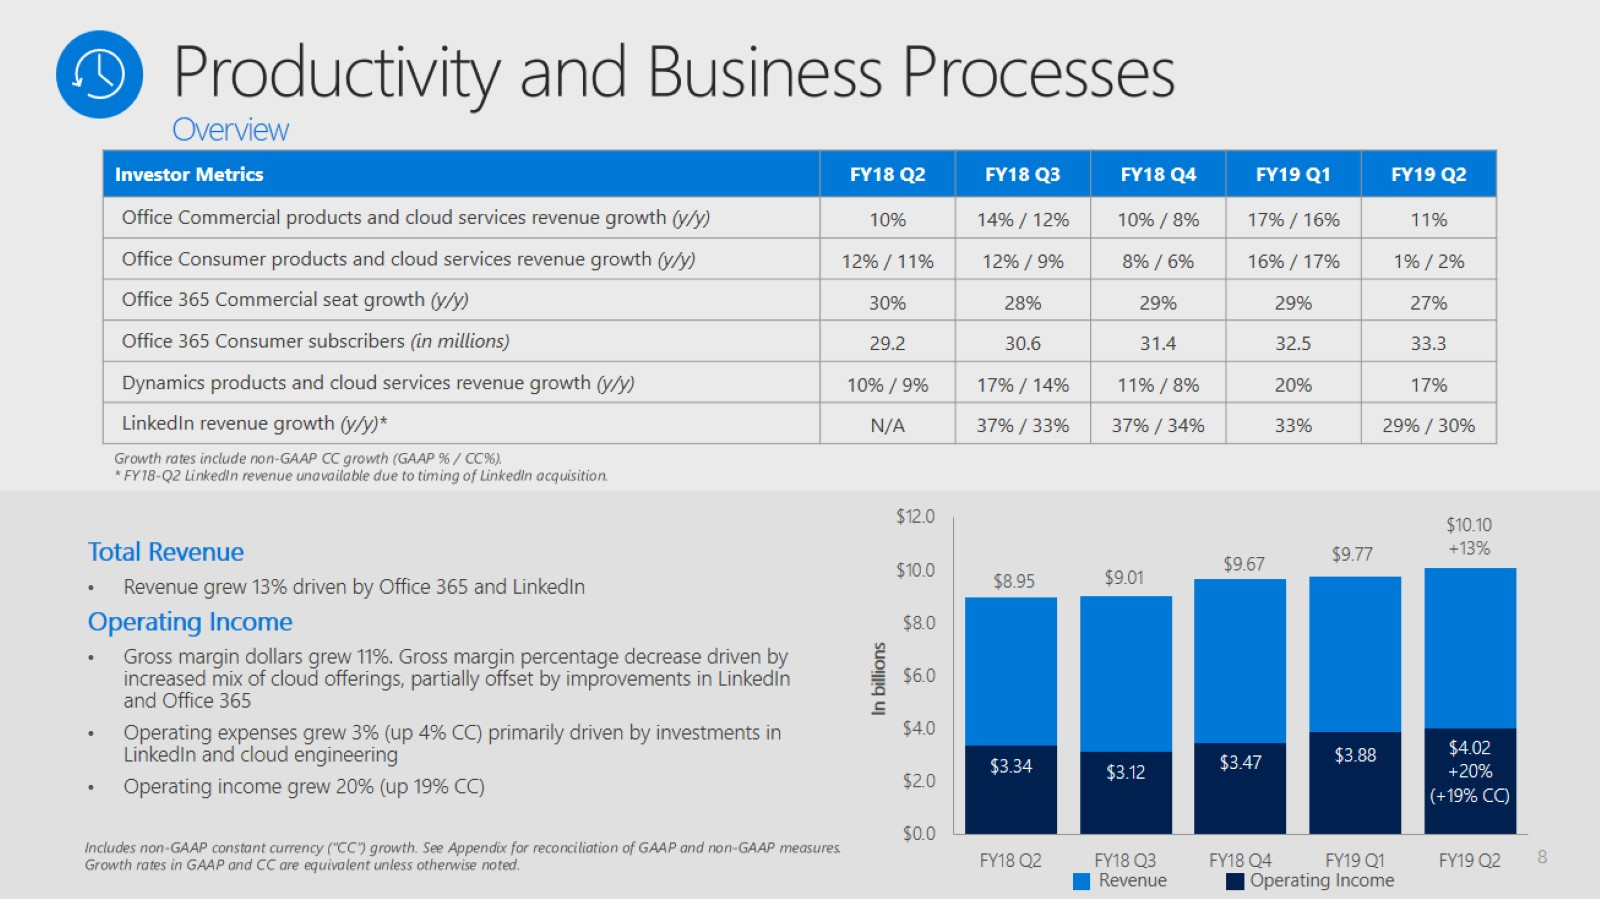 Productivity and Business Processes
Overview
Investor Metrics FY18 Q2 FY18 Q3 FY18 Q4 FY19 Q1 FY19 Q2
Office Commercial products and cloud services revenue growth (y/y) 10% 14% / 12% 10% / 8% 17% / 16% 11%
Office Consumer products and cloud services revenue growth (y/y) 12% / 11% 12% / 9% 8% / 6% 16% / 17% 1% / 2%
Office 365 Commercial seat growth (y/y) 30% 28% 29% 29% 27%
Office 365 Consumer subscribers (in millions) 29.2 30.6 31.4 32.5 33.3
Dynamics products and cloud services revenue growth (y/y) 10% / 9% 17% / 14% 11% / 8% 20% 17%
LinkedIn revenue growth (y/y)* N/A 37% / 33% 37% / 34% 33% 29% / 30%
Growth rates include non-GAAP CC growth (GAAP % / CC%).
* FY18-Q2 LinkedIn revenue unavailable due to timing of LinkedIn acquisition.
Total Revenue
• Revenue grew 13% driven by Office 365 and LinkedIn
Operating Income
• Gross margin dollars grew 11%. Gross margin percentage decrease driven by
increased mix of cloud offerings, partially offset by improvements in LinkedIn
and Office 365
• Operating expenses grew 3% (up 4% CC) primarily driven by investments in
LinkedIn and cloud engineering
• Operating income grew 20% (up 19% CC)
Includes non-GAAP constant currency ("CC") growth. See Appendix for reconciliation of GAAP and non-GAAP measures.
Growth rates in GAAP and CC are equivalent unless otherwise noted.
In billions
$12.0
$10.0
$8.0
$6.0
$4.0
$2.0
$0.0
$8.95
$9.01
$9.67
$9.77
$10.10
+13%
$3.34
$3.12
$3.47
$3.88
$4.02
+20%
(+19% CC)
FY18 Q2 FY18 Q3 FY18 Q4 FY19 Q1 FY19 Q2
Revenue Operating Income
8